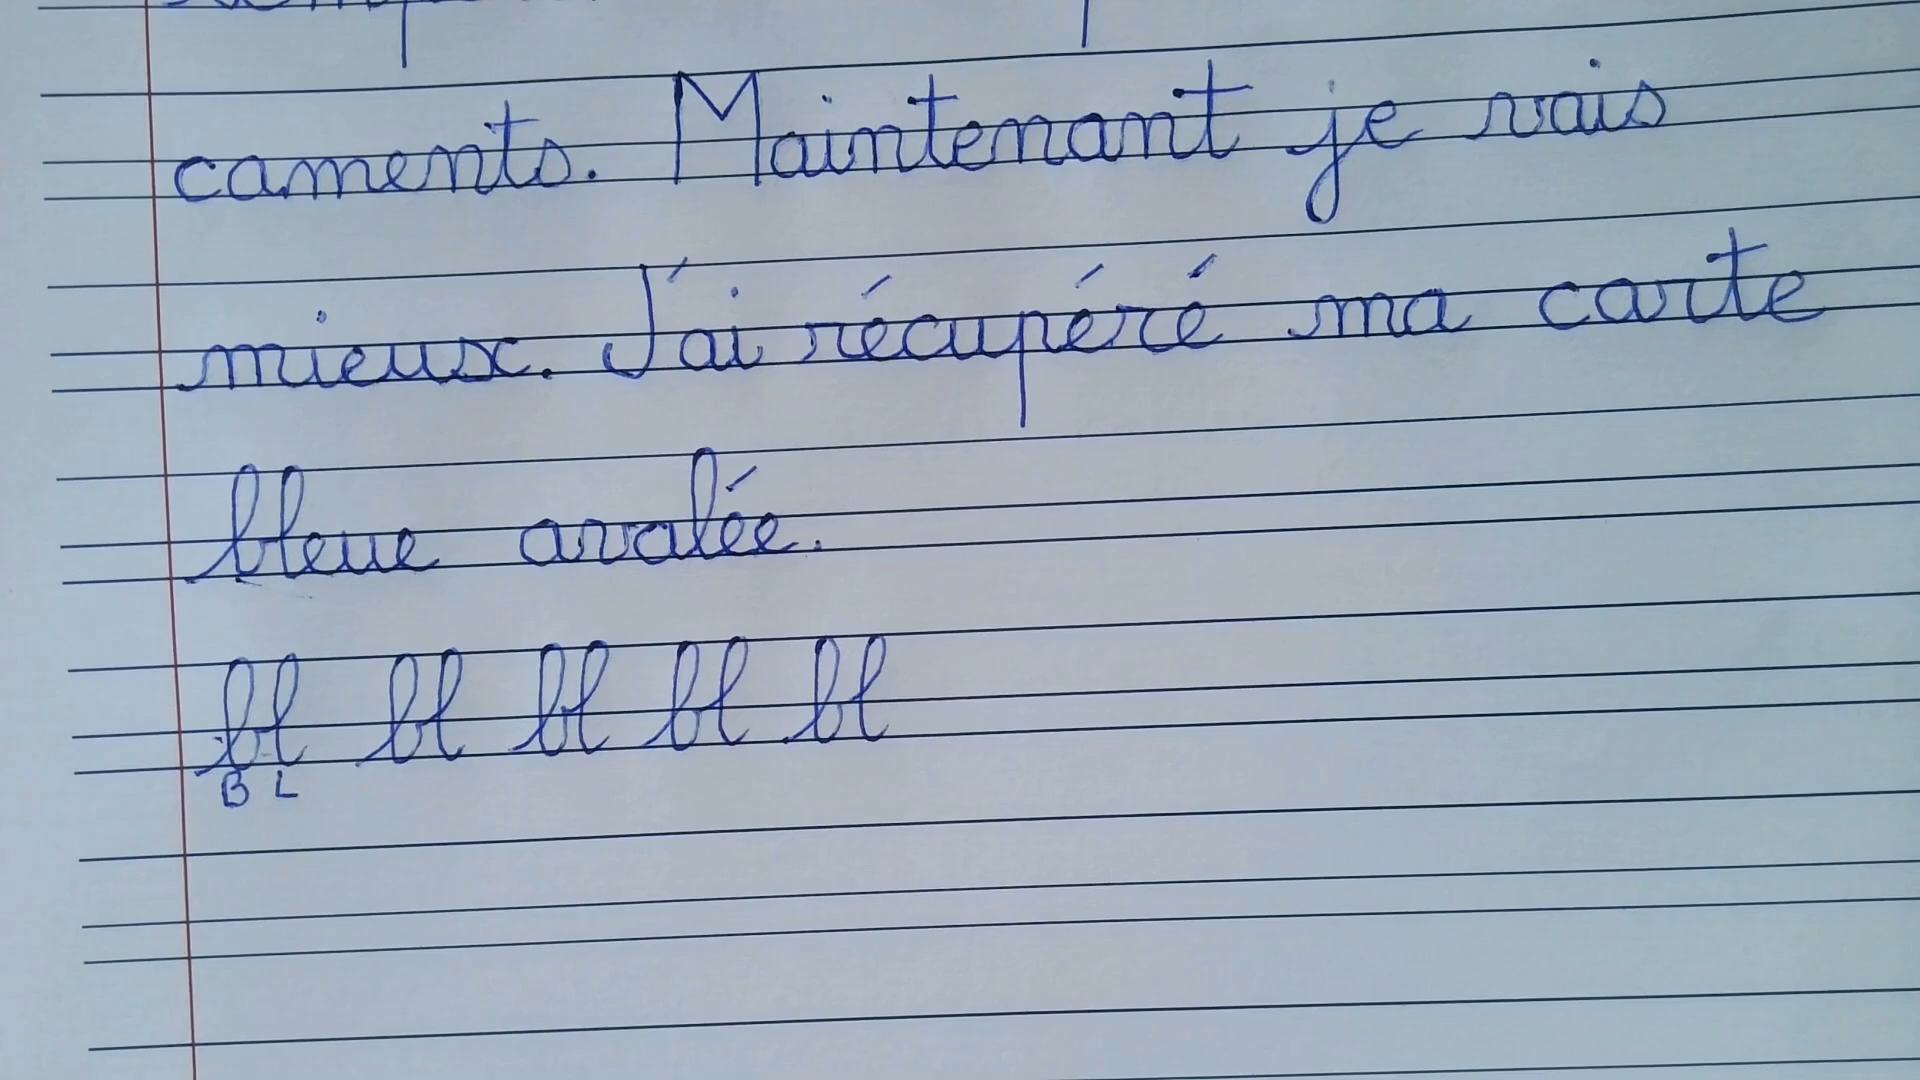 caments. Maintenant je vais
mieux. J'ai récupéré ma carte
bleue avalée.
bl bl bl bl bl
B L